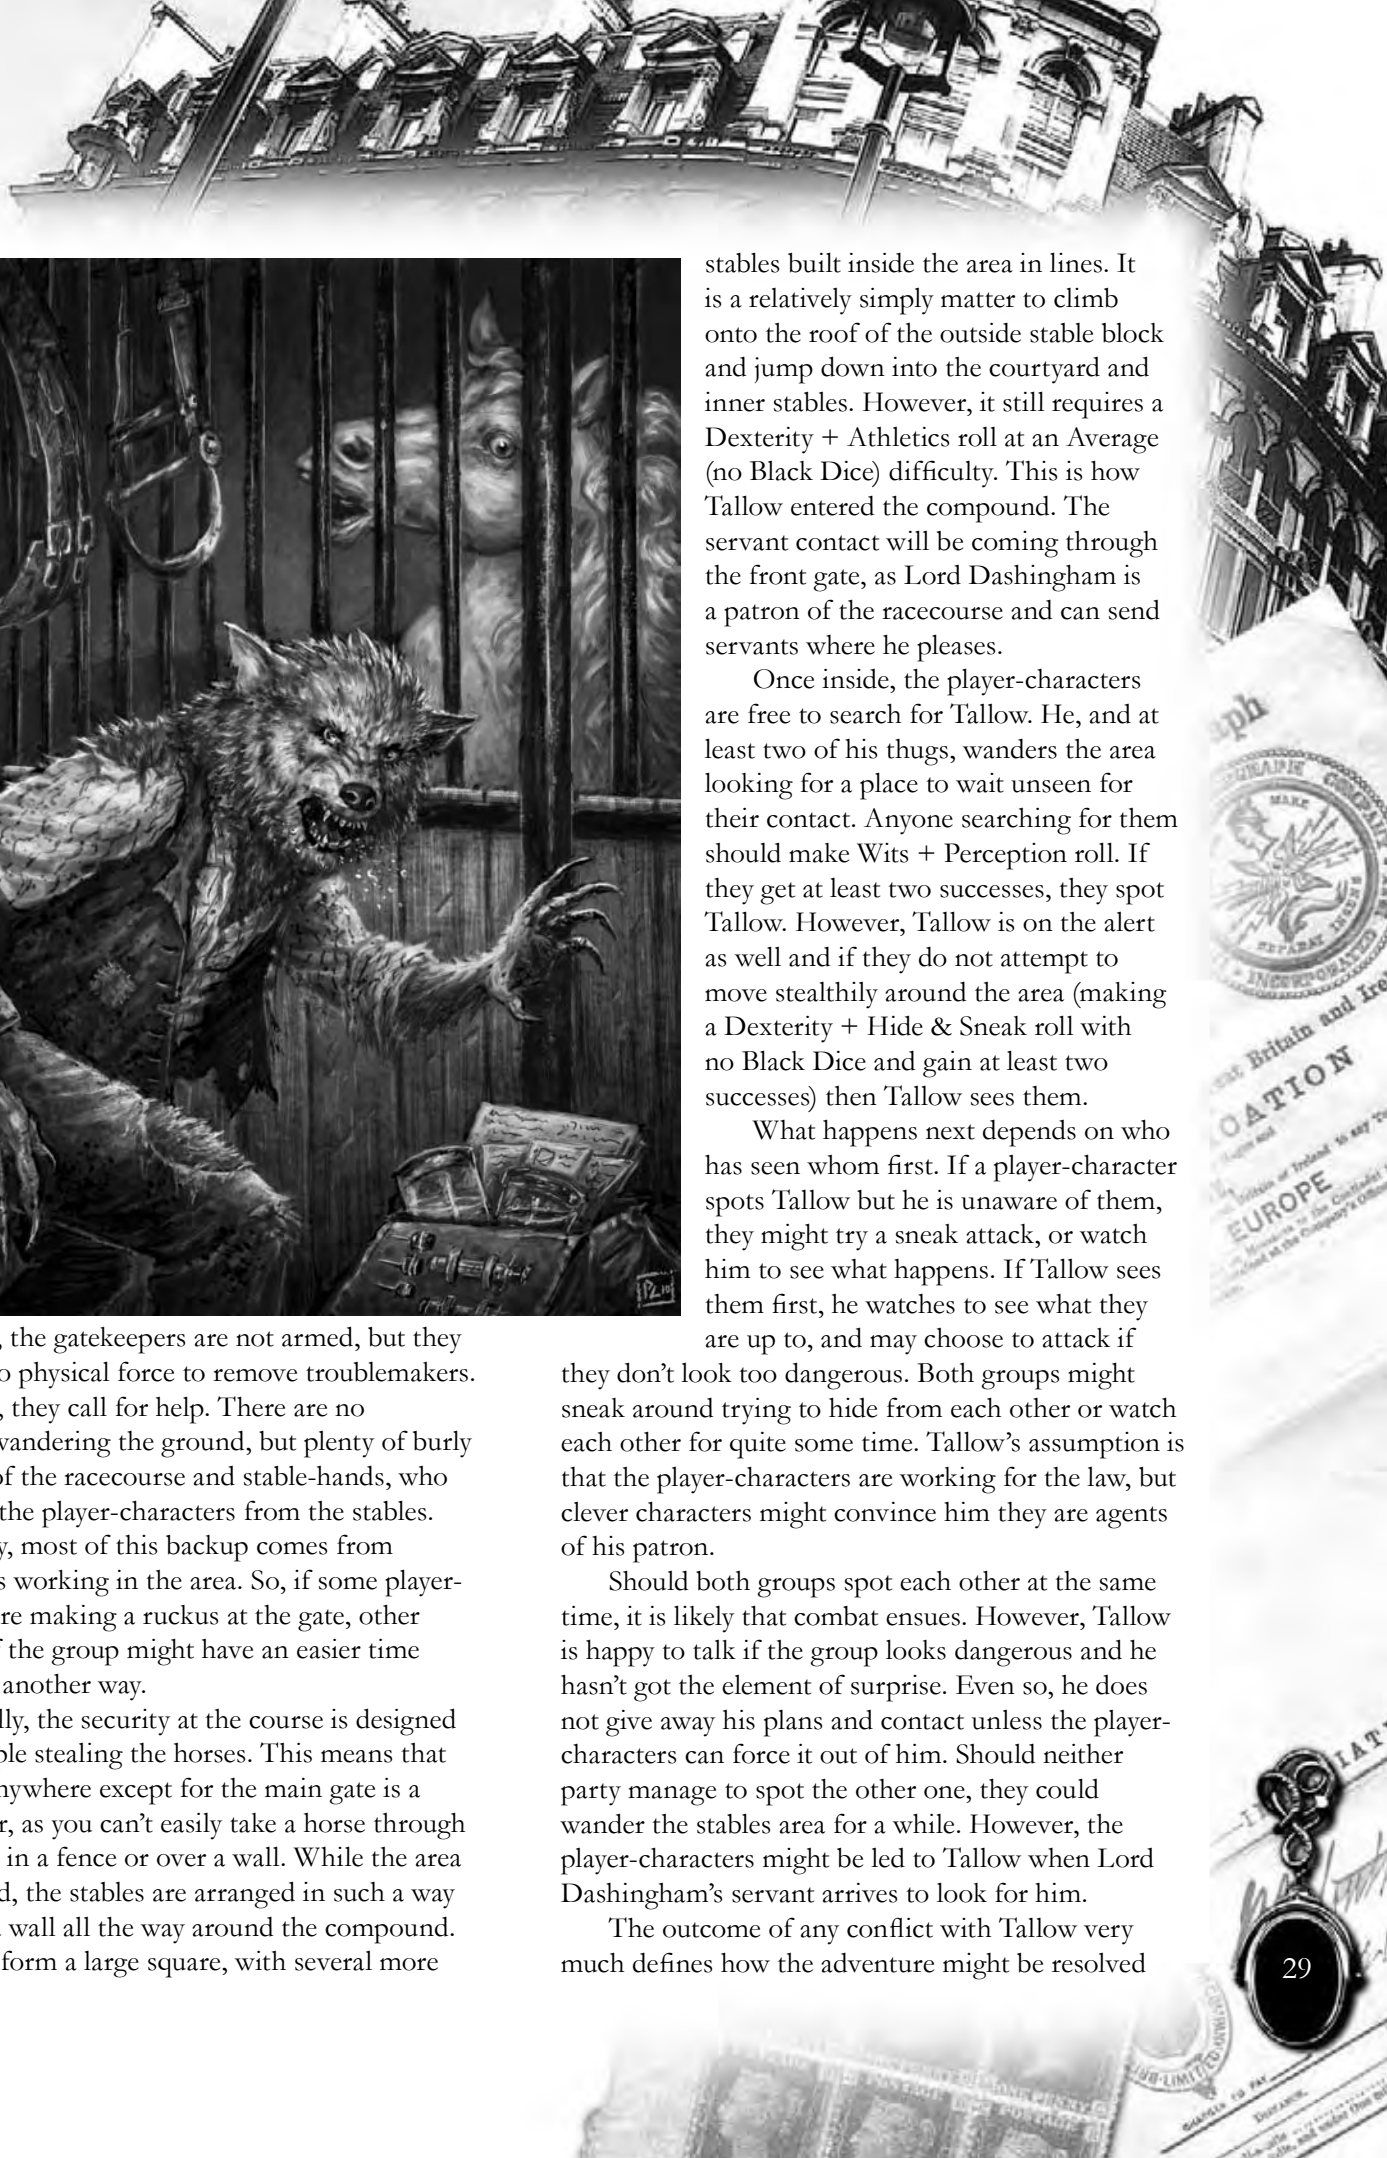 , the gatekeepers are not armed, but they
o physical force to remove troublemakers.
, they call for help. There are no
wandering the ground, but plenty of burly
of the racecourse and stable-hands, who
the player-characters from the stables.
y, most of this backup comes from
s working in the area. So, if some player-
re making a ruckus at the gate, other
f the group might have an easier time
another way.
lly, the security at the course is designed
ple stealing the horses. This means that
nywhere except for the main gate is a
r, as you can’t easily take a horse through
in a fence or over a wall. While the area
d, the stables are arranged in such a way
wall all the way around the compound.
form a large square, with several more
stables built inside the area in lines. It
is a relatively simply matter to climb
onto the roof of the outside stable block
and jump down into the courtyard and
inner stables. However, it still requires a
Dexterity + Athletics roll at an Average
(no Black Dice) difficulty. This is how
Tallow entered the compound. The
servant contact will be coming through
the front gate, as Lord Dashingham is
a patron of the racecourse and can send
servants where he pleases.
Once inside, the player-characters
are free to search for Tallow. He, and at
least two of his thugs, wanders the area
looking for a place to wait unseen for
their contact. Anyone searching for them
should make Wits + Perception roll. If
they get at least two successes, they spot
Tallow. However, Tallow is on the alert
as well and if they do not attempt to
move stealthily around the area (making
a Dexterity + Hide & Sneak roll with
no Black Dice and gain at least two
successes) then Tallow sees them.
What happens next depends on who
has seen whom first. If a player-character
spots Tallow but he is unaware of them,
they might try a sneak attack, or watch
him to see what happens. If Tallow sees
them first, he watches to see what they
are up to, and may choose to attack if
they don’t look too dangerous. Both groups might
sneak around trying to hide from each other or watch
each other for quite some time. Tallow’s assumption is
that the player-characters are working for the law, but
clever characters might convince him they are agents
of his patron.
Should both groups spot each other at the same
time, it is likely that combat ensues. However, Tallow
is happy to talk if the group looks dangerous and he
hasn’t got the element of surprise. Even so, he does
not give away his plans and contact unless the player-
characters can force it out of him. Should neither
party manage to spot the other one, they could
wander the stables area for a while. However, the
player-characters might be led to Tallow when Lord
Dashingham’s servant arrives to look for him.
The outcome of any conflict with Tallow very
much defines how the adventure might be resolved
29
aph
Britain and Ire
OATION
EUROPE